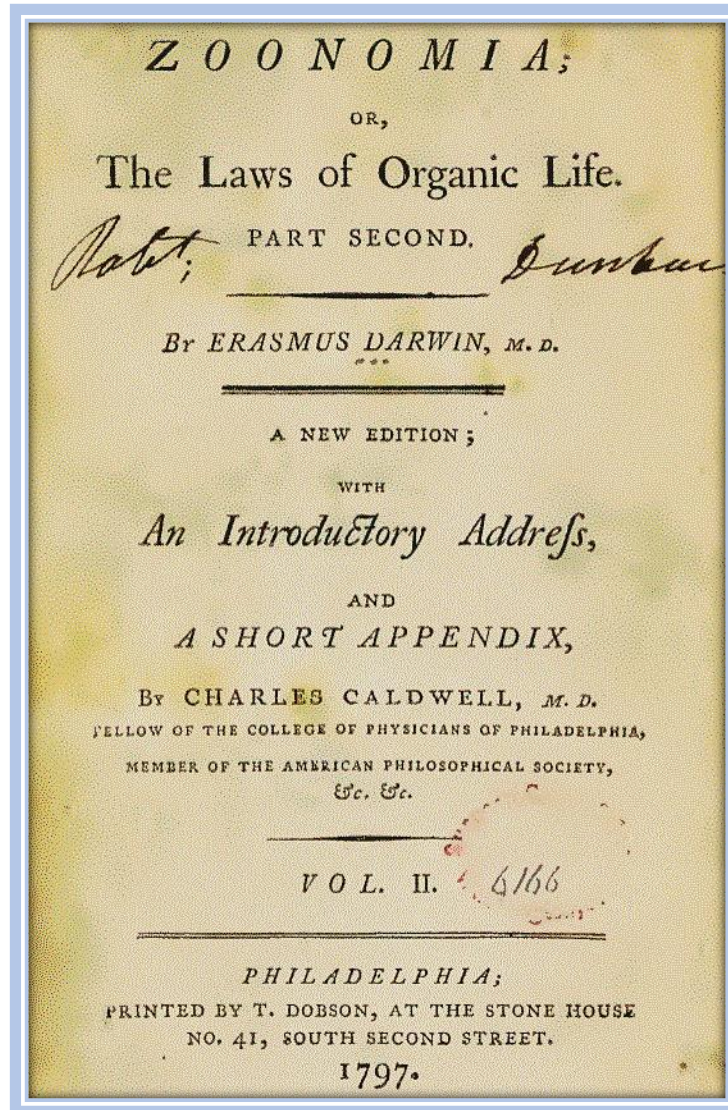 ZOONOMIA;
OR,
The Laws of Organic Life.
PART SECOND.
Robt; Dunbar
By ERASMUS DARWIN, M. D.
A NEW EDITION;
WITH
An Introductory Addreſs,
AND
A SHORT APPENDIX,
By CHARLES CALDWELL, M. D.
FELLOW OF THE COLLEGE OF PHYSICIANS OF PHILADELPHIA,
MEMBER OF THE AMERICAN PHILOSOPHICAL SOCIETY,
&c. &c.
VOL. II.
6166
PHILADELPHIA;
PRINTED BY T. DOBSON, AT THE STONE HOUSE
NO. 41, SOUTH SECOND STREET.
1797.